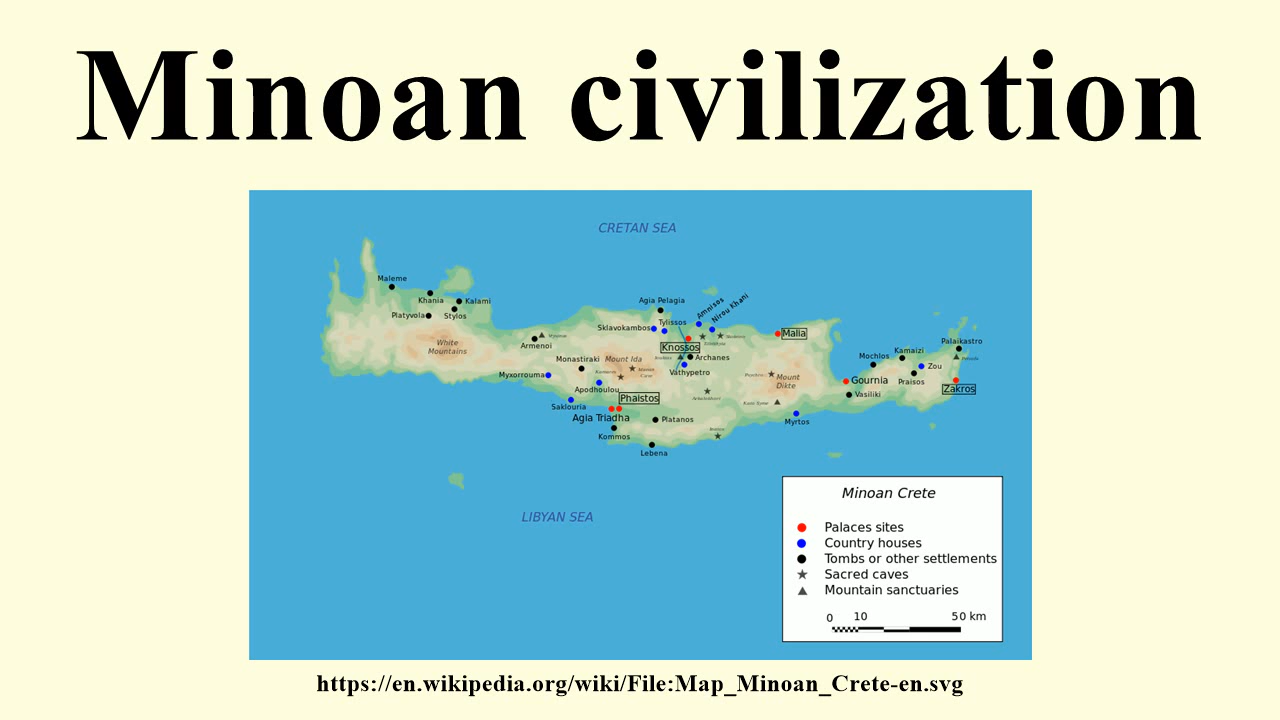 Minoan civilization
CRETAN SEA
Maleme
Khania
Kalami
Platyvola
Stylos
White
Mountains
Armenoi
Agia Pelagia
Amnisos
Nirou Khani
Sklavokambos
Tylissos
Knossos
Malia
Archanes
Vathypetro
Monastiraki
Mount Ida
Myxorrouma
Apodhoulou
Saklouria
Phaistos
Agia Triadha
Kommos
Platanos
Lebena
Mount
Dikte
Myrtos
Gournia
Vasiliki
Mochlos
Kamaizi
Zou
Praisos
Palaikastro
Zakros
LIBYAN SEA
Minoan Crete
Palaces sites
Country houses
Tombs or other settlements
Sacred caves
Mountain sanctuaries
0 10 50 km
https://en.wikipedia.org/wiki/File:Map_Minoan_Crete-en.svg